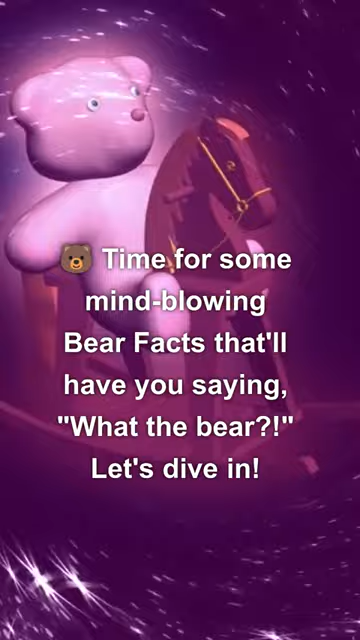 🐻 Time for some
mind-blowing
Bear Facts that'll
have you saying,
"What the bear?!"
Let's dive in!